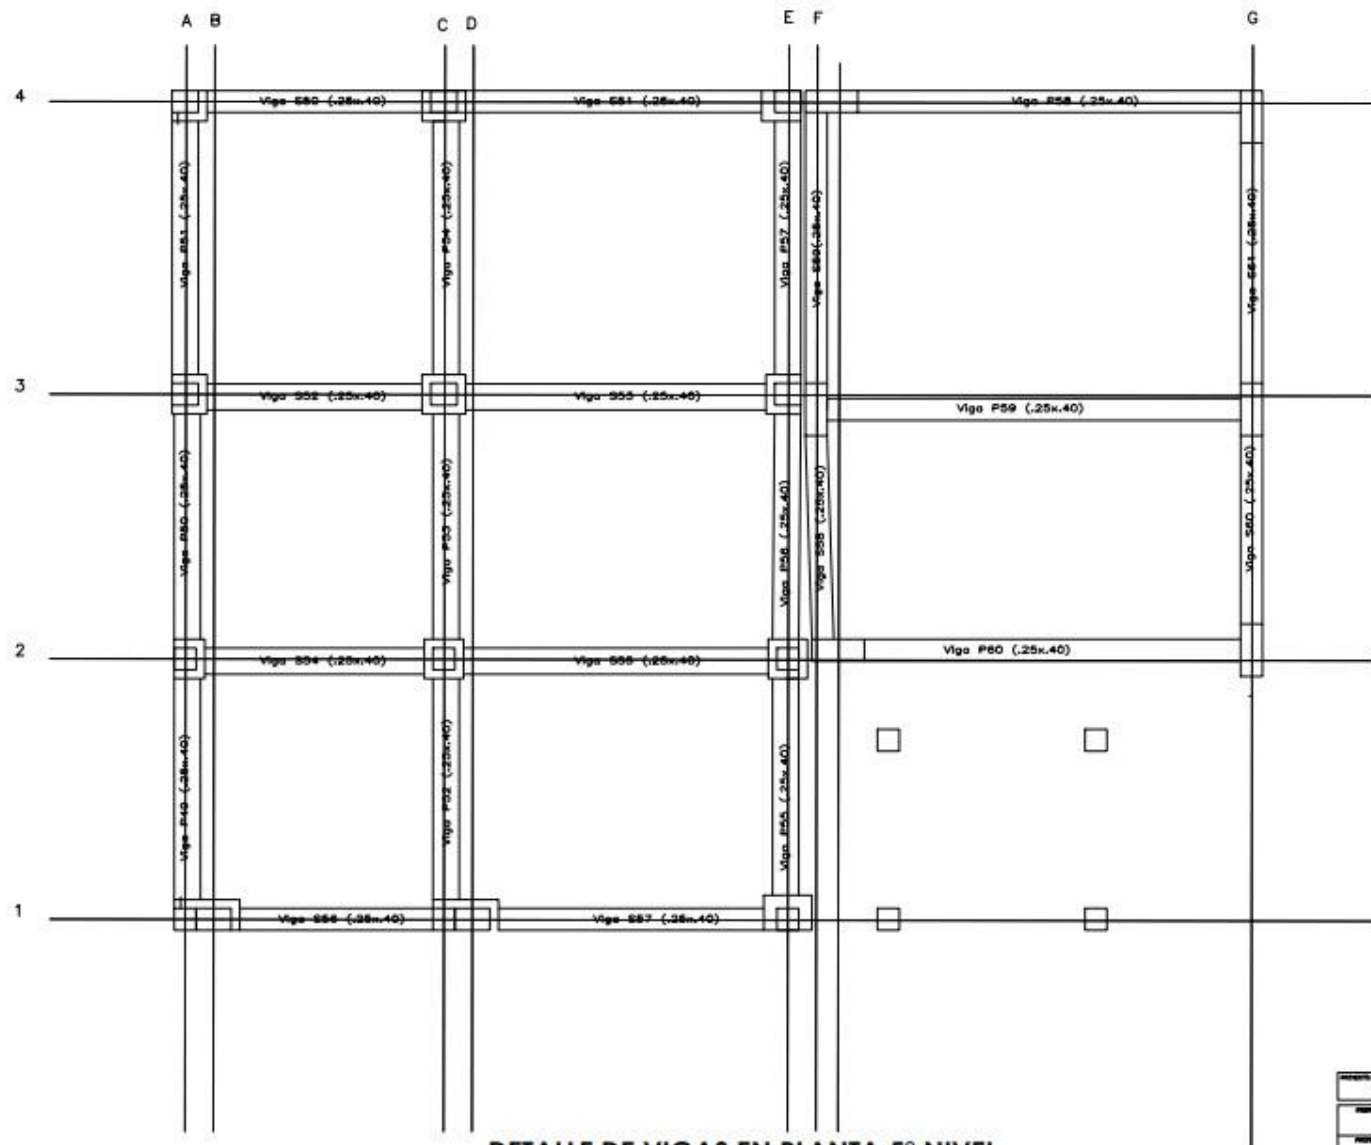 A B C D E F G
4
Viga S51 (.25x.40)
Viga P58 (.25x.40)
Viga P51 (.25x.40)
Viga P54 (.25x.40)
Viga P57 (.25x.40)
Viga S59(.25x.40)
Viga S61 (.25x.40)
3
Viga S52 (.25x.40)
Viga S53 (.25x.40)
Viga P59 (.25x.40)
Viga P50 (.25x.40)
Viga P53 (.25x.40)
Viga P56 (.25x.40)
Viga S58 (.25x.40)
Viga S60 (.25x.40)
2
Viga S54 (.25x.40)
Viga S55 (.25x.40)
Viga P60 (.25x.40)
Viga P49 (.25x.40)
Viga P52 (.25x.40)
Viga P55 (.25x.40)
1
Viga S56 (.25x.40)
Viga S57 (.25x.40)
DETALLE DE VIGAS EN PLANTA 5° NIVEL